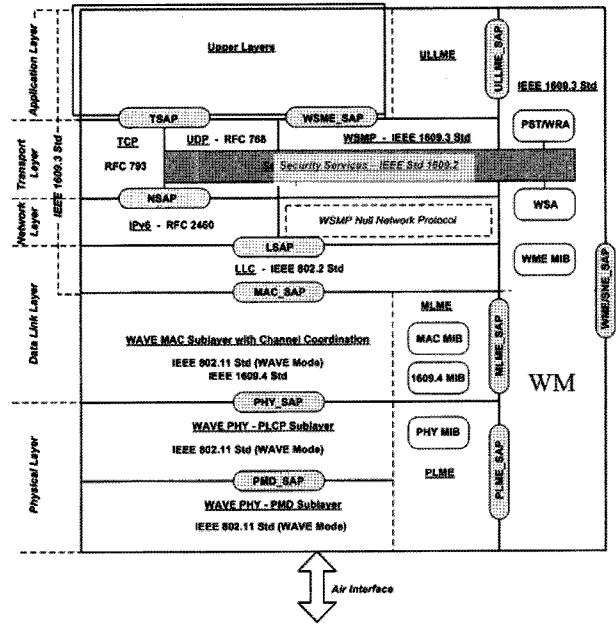 Application Layer
Transport Layer
Network Layer
Data Link Layer
Physical Layer
IEEE 1609.3 Std
Upper Layers
ULLME
ULLME_SAP
IEEE 1609.3 Std
TSAP
WSME_SAP
PST/WRA
TCP
RFC 793
UDP - RFC 768
WSMP - IEEE 1609.3 Std
Security Services - IEEE Std 1609.2
NSAP
WSA
IPv6 - RFC 2460
WSMP Null Network Protocol
LSAP
LLC - IEEE 802.2 Std
WME MIB
WME/SNE_SAP
MAC_SAP
MLME
WAVE MAC Sublayer with Channel Coordination
IEEE 802.11 Std (WAVE Mode)
IEEE 1609.4 Std
MAC MIB
1609.4 MIB
MLME_SAP
WM
PHY_SAP
WAVE PHY - PLCP Sublayer
IEEE 802.11 Std (WAVE Mode)
PHY MIB
PLME
PLME_SAP
PMD_SAP
WAVE PHY - PMD Sublayer
IEEE 802.11 Std (WAVE Mode)
Air Interface